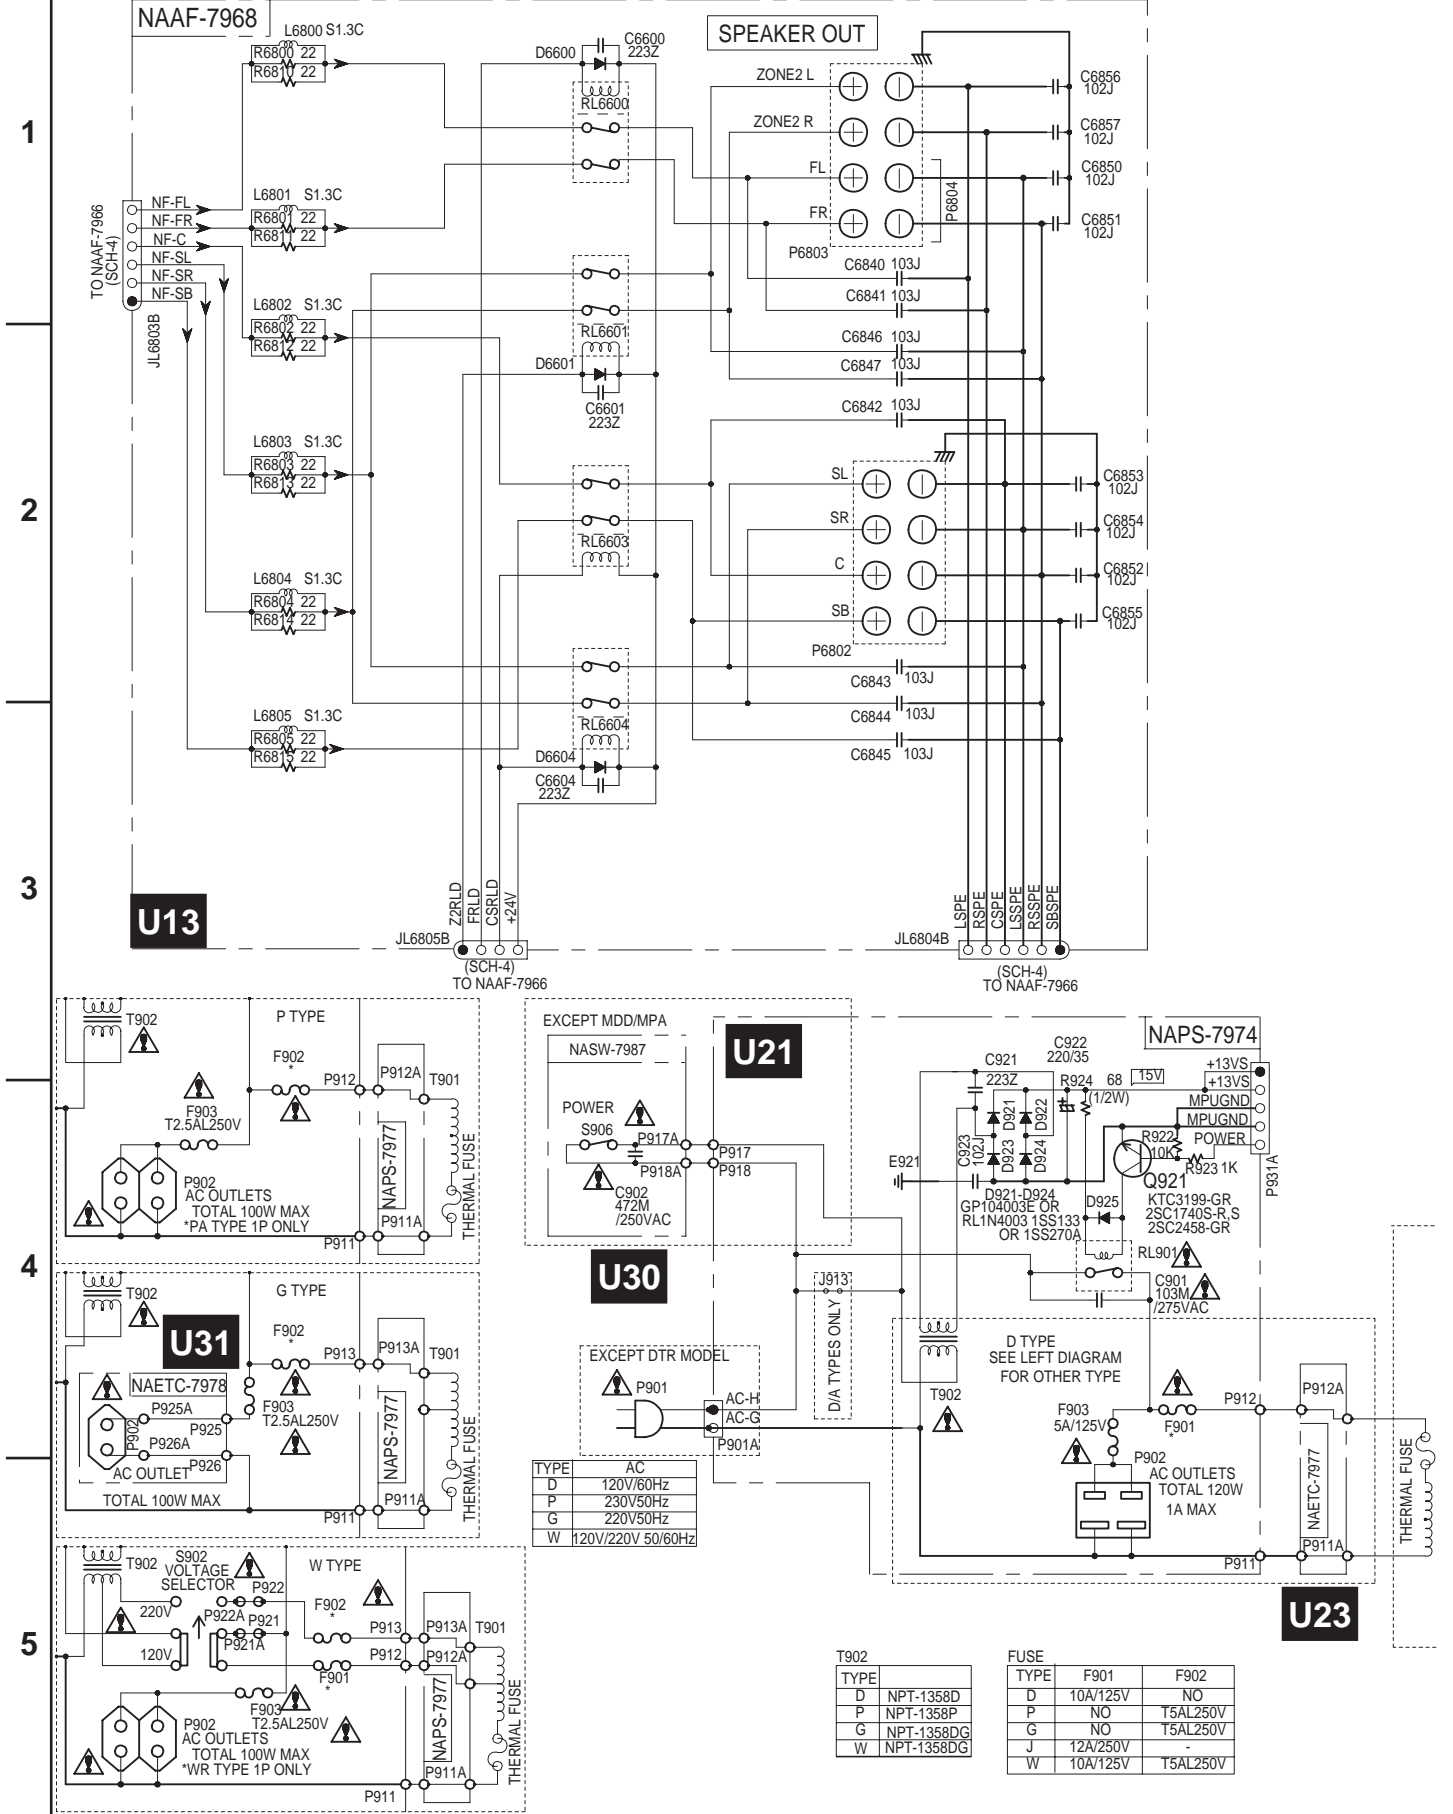 NAAF-7968
L6800 S1.3C
R6800 22
R6810 22
D6600
C6600
223Z
RL6600
SPEAKER OUT
ZONE2 L
ZONE2 R
FL
FR
P6804
P6803
C6856
102J
C6857
102J
C6850
102J
C6851
102J
1
TO NAAF-7966
(SCH-4)
NF-FL
NF-FR
NF-C
NF-SL
NF-SR
NF-SB
JL6803B
L6801 S1.3C
R6801 22
R6811 22
L6802 S1.3C
R6802 22
R6812 22
RL6601
D6601
C6601
223Z
C6840 103J
C6841 103J
C6846 103J
C6847 103J
C6842 103J
2
L6803 S1.3C
R6803 22
R6813 22
RL6603
SL
SR
C
SB
P6802
C6853
102J
C6854
102J
C6852
102J
C6855
102J
L6804 S1.3C
R6804 22
R6814 22
C6843 103J
C6844 103J
C6845 103J
L6805 S1.3C
R6805 22
R6815 22
RL6604
D6604
C6604
223Z
3
U13
Z2RLD
FRLD
CSRLD
+24V
JL6805B
(SCH-4)
TO NAAF-7966
LSPE
RSPE
CSPE
LSSPE
RSSPE
SBSPE
JL6804B
(SCH-4)
TO NAAF-7966
T902
P TYPE
F902
*
P912
P912A
T901
F903
T2.5AL250V
P902
AC OUTLETS
TOTAL 100W MAX
*PA TYPE 1P ONLY
NAPS-7977
THERMAL FUSE
P911
P911A
4
EXCEPT MDD/MPA
NASW-7987
POWER
S906
P917A
P918A
C902
472M
/250VAC
P917
P918
U21
U30
NAPS-7974
C921
223Z
C922
220/35
R924
68
(1/2W)
15V
+13VS
+13VS
MPUGND
MPUGND
POWER
P931A
D921
D922
D923
D924
C923
102J
E921
R922
10K
R923 1K
Q921
KTC3199-GR
2SC1740S-R,S
2SC2458-GR
D921-D924
GP104003E OR
RL1N4003
D925
1SS133
OR 1SS270A
RL901
C901
103M
/275VAC
T902
G TYPE
U31
NAETC-7978
P925A
P925
P926A
P926
P902
AC OUTLET
TOTAL 100W MAX
F902
*
F903
T2.5AL250V
P913
P913A
T901
NAPS-7977
THERMAL FUSE
P911
P911A
J913
D/A TYPES ONLY
EXCEPT DTR MODEL
P901
AC-H
AC-G
P901A
T902
D TYPE
SEE LEFT DIAGRAM
FOR OTHER TYPE
F903
5A/125V
F901
*
P912
P912A
P902
AC OUTLETS
TOTAL 120W
1A MAX
NAETC-7977
THERMAL FUSE
P911
P911A
U23
TYPE AC
D 120V/60Hz
P 230V50Hz
G 220V50Hz
W 120V/220V 50/60Hz
5
T902
S902
VOLTAGE
SELECTOR
220V
120V
P922
P922A
P921
P921A
W TYPE
F902
*
F901
*
P913
P913A
P912
P912A
T901
F903
T2.5AL250V
P902
AC OUTLETS
TOTAL 100W MAX
*WR TYPE 1P ONLY
NAPS-7977
THERMAL FUSE
P911
P911A
T902
TYPE
D NPT-1358D
P NPT-1358P
G NPT-1358DG
W NPT-1358DG
FUSE
TYPE F901 F902
D 10A/125V NO
P NO T5AL250V
G NO T5AL250V
J 12A/250V -
W 10A/125V T5AL250V